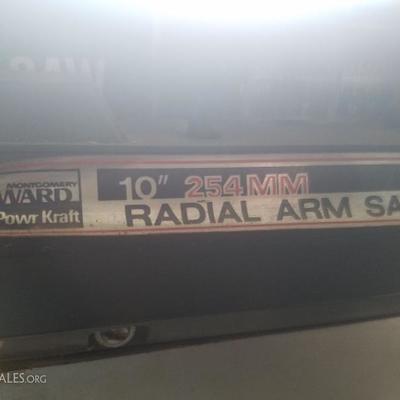 MONTGOMERY
WARD
Powr Kraft
10" 254MM
RADIAL ARM SA
ALES.ORG